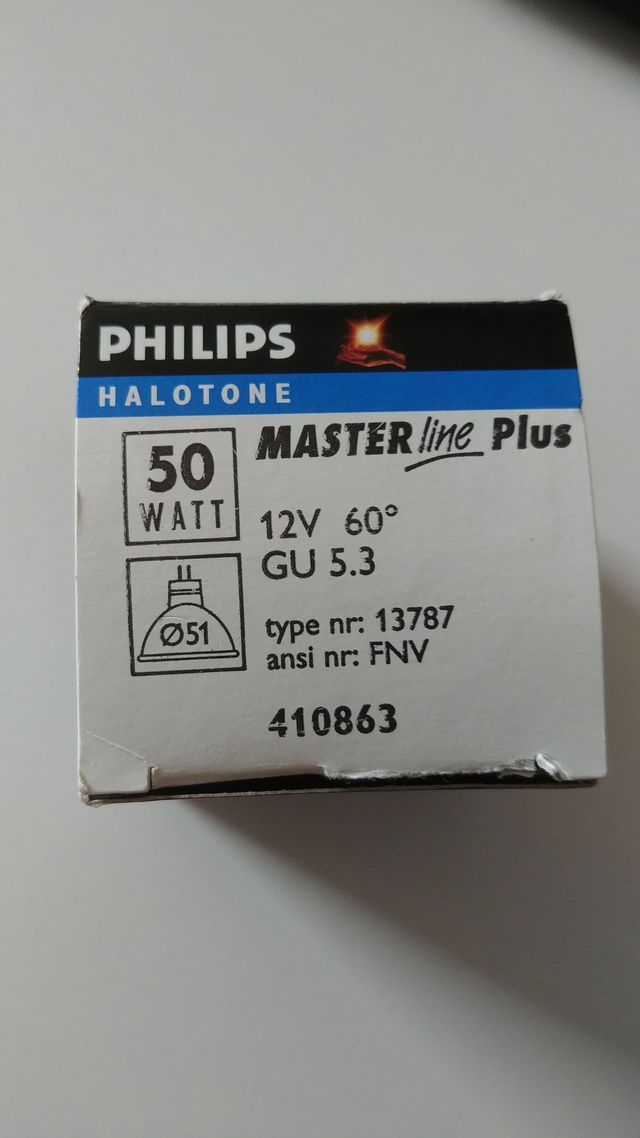 PHILIPS
HALOTONE
50
WATT
MASTER line Plus
12V 60°
GU 5.3
Ø51
type nr: 13787
ansi nr: FNV
410863